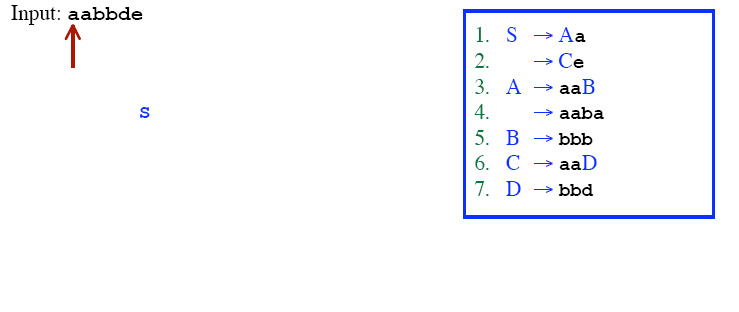 Input: aabbde
S
1. S → Aa
2. → Ce
3. A → aaB
4. → aaba
5. B → bbb
6. C → aaD
7. D → bbd